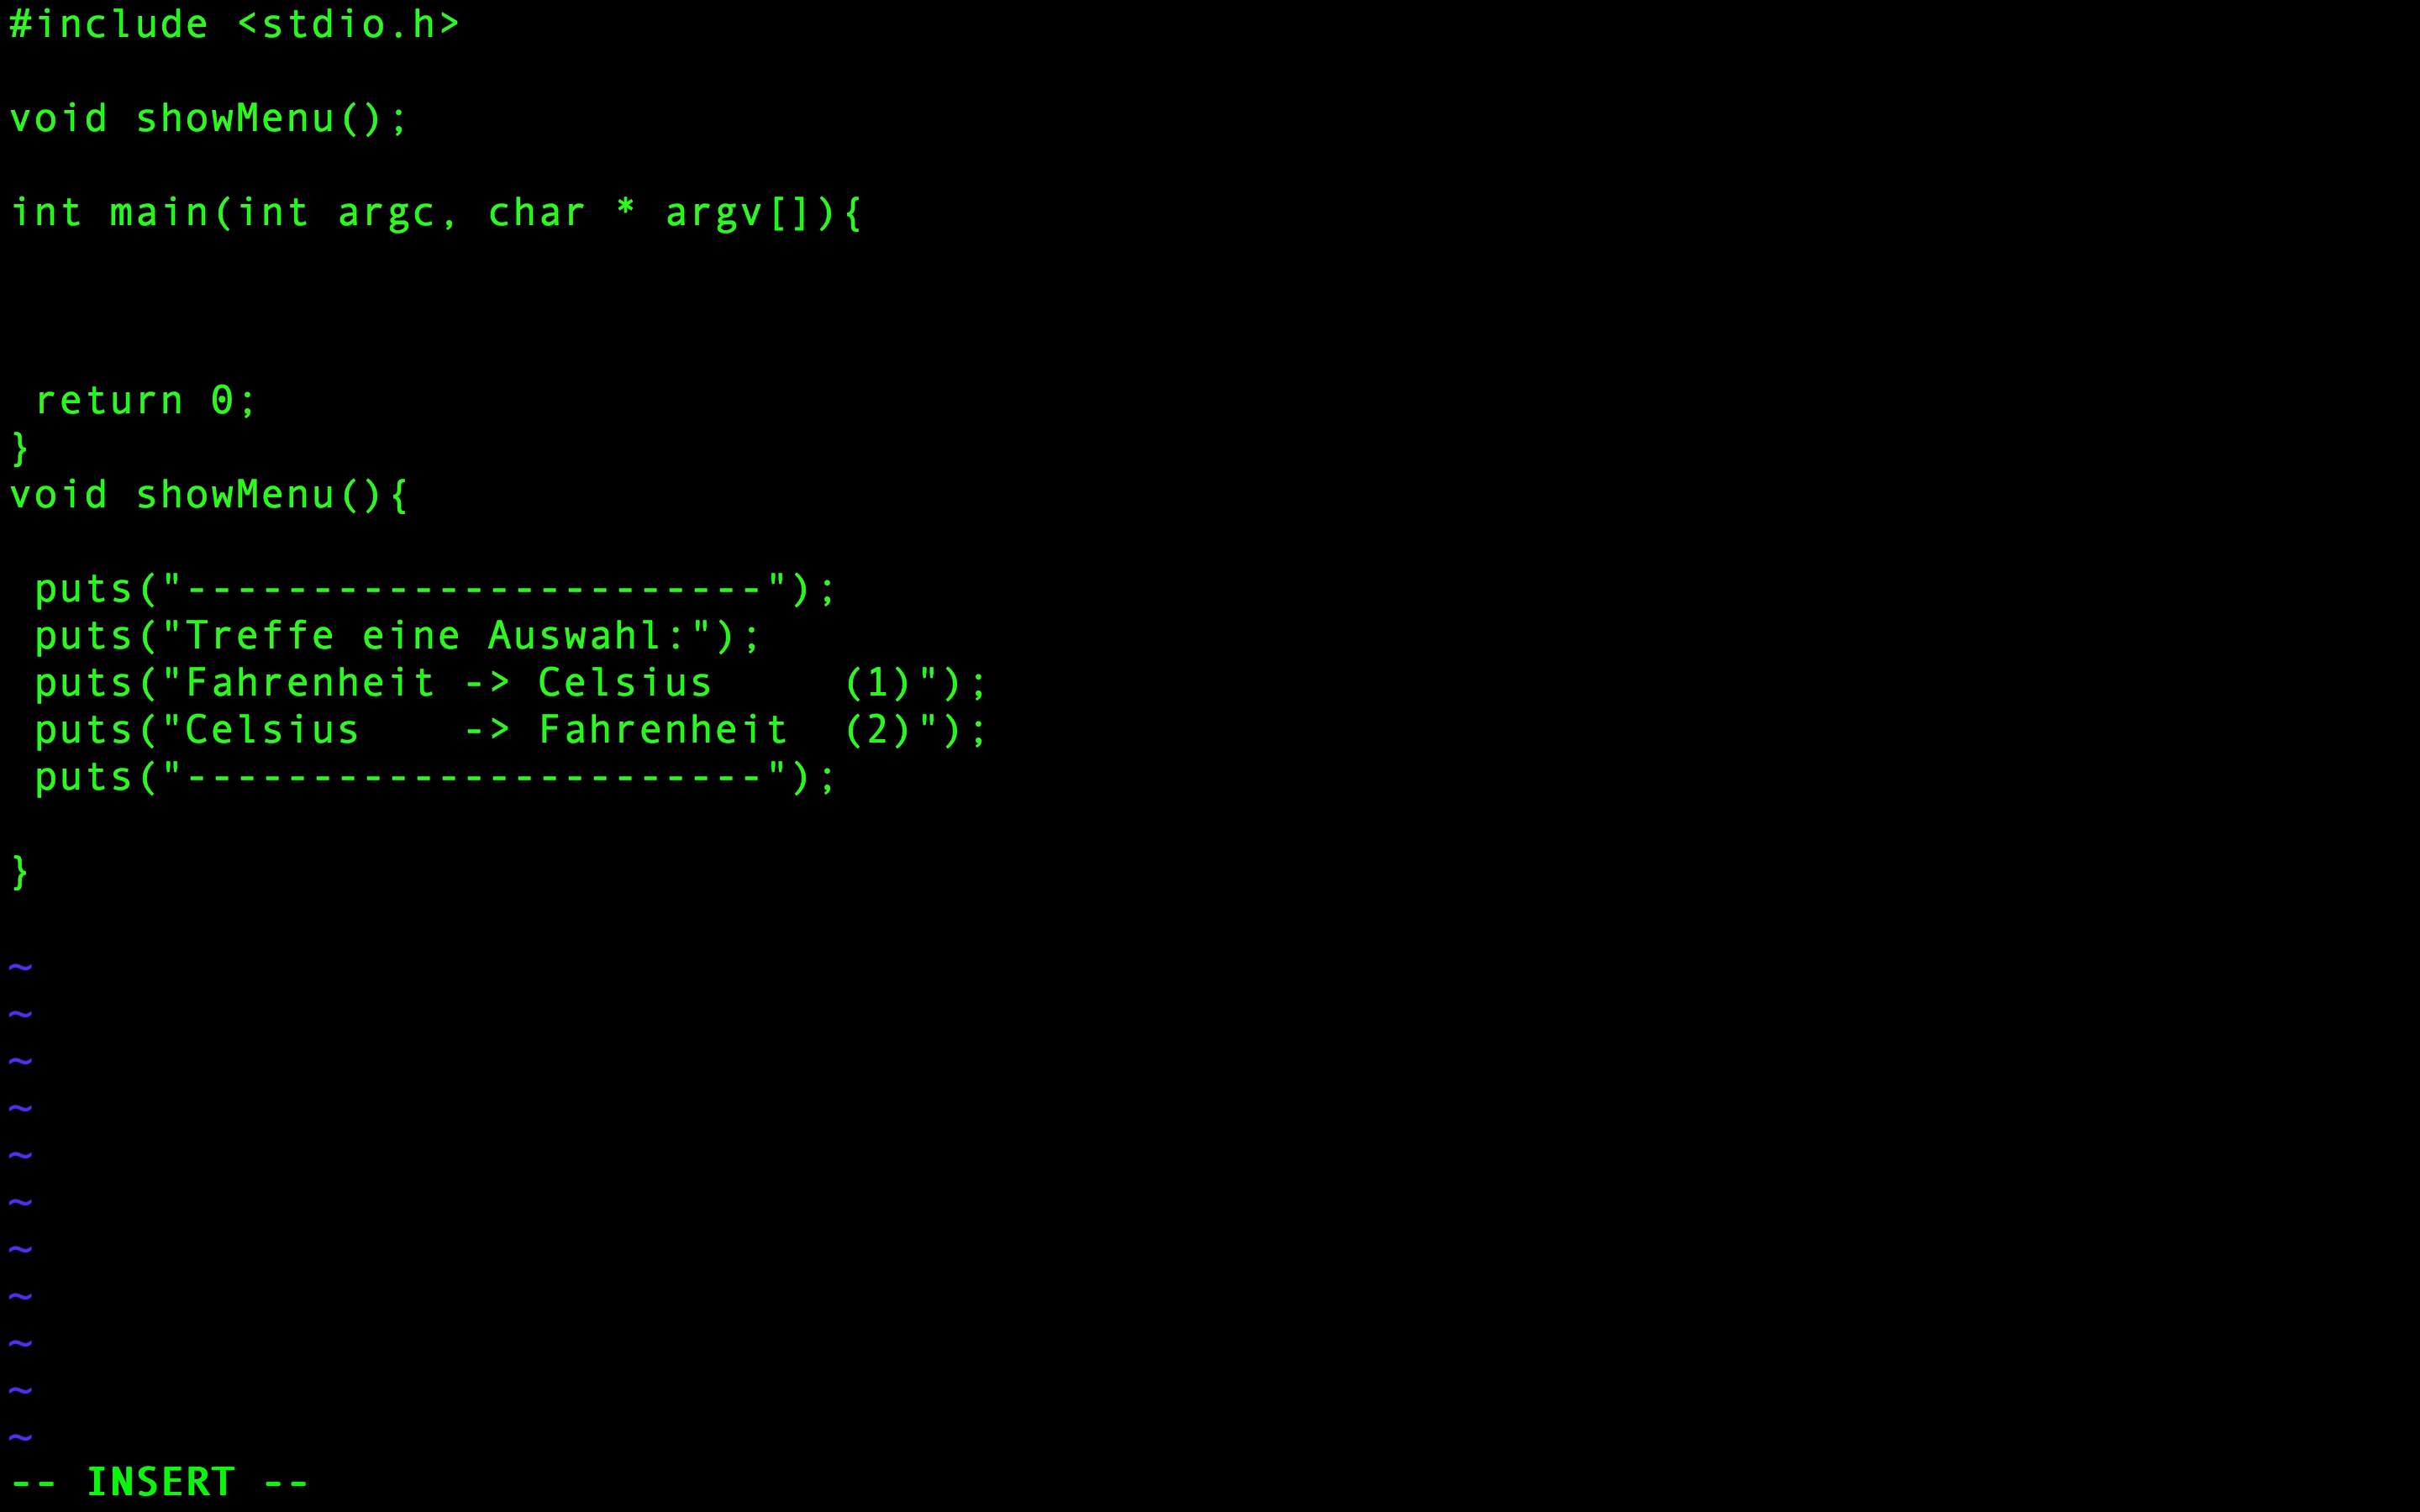 #include <stdio.h>

void showMenu();

int main(int argc, char * argv[]){



 return 0;
}
void showMenu(){

 puts("-----------------------");
 puts("Treffe eine Auswahl:");
 puts("Fahrenheit -> Celsius     (1)");
 puts("Celsius    -> Fahrenheit  (2)");
 puts("-----------------------");

}

~
~
~
~
~
~
~
~
~
~
~
-- INSERT --